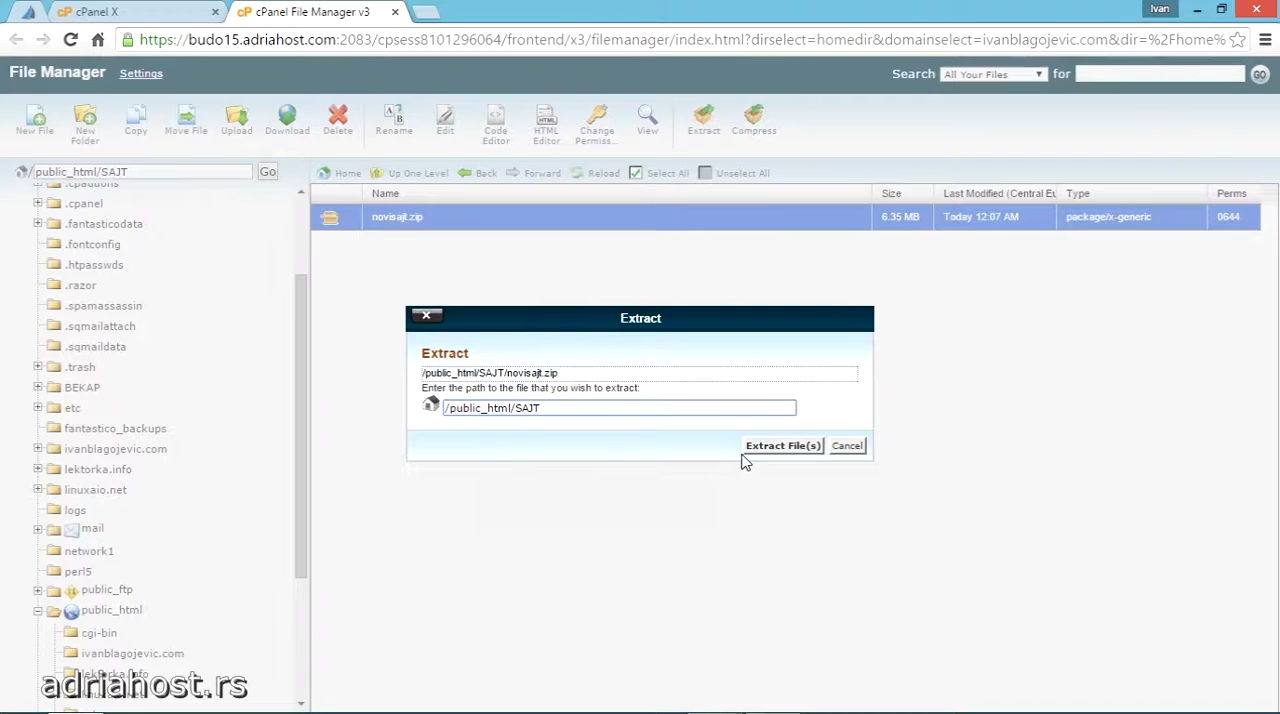 cPanel X
cPanel File Manager v3
Ivan
https://budo15.adriahost.com:2083/cpsess8101296064/frontend/x3/filemanager/index.html?dirselect=homedir&domainselect=ivanblagojevic.com&dir=%2Fhome%
File Manager Settings
Search All Your Files for GO
New File
New Folder
Copy
Move File
Upload
Download
Delete
Rename
Edit
Code Editor
HTML Editor
Change Permiss...
View
Extract
Compress
/ public_html/SAJT Go
Home Up One Level Back Forward Reload Select All Unselect All
Name Size Last Modified (Central Eu Type Perms
novisajt.zip 6.35 MB Today 12:07 AM package/x-generic 0644
.cpaddons
.cpanel
.fantasticodata
.fontconfig
.htpasswds
.razor
.spamassassin
.sqmailattach
.sqmaildata
.trash
BEKAP
etc
fantastico_backups
ivanblagojevic.com
lektorka.info
linuxaio.net
logs
mail
network1
perl5
public_ftp
public_html
cgi-bin
ivanblagojevic.com
lektorka.info
Extract
Extract
/public_html/SAJT/novisajt.zip
Enter the path to the file that you wish to extract:
/public_html/SAJT
Extract File(s) Cancel
adriahost.rs